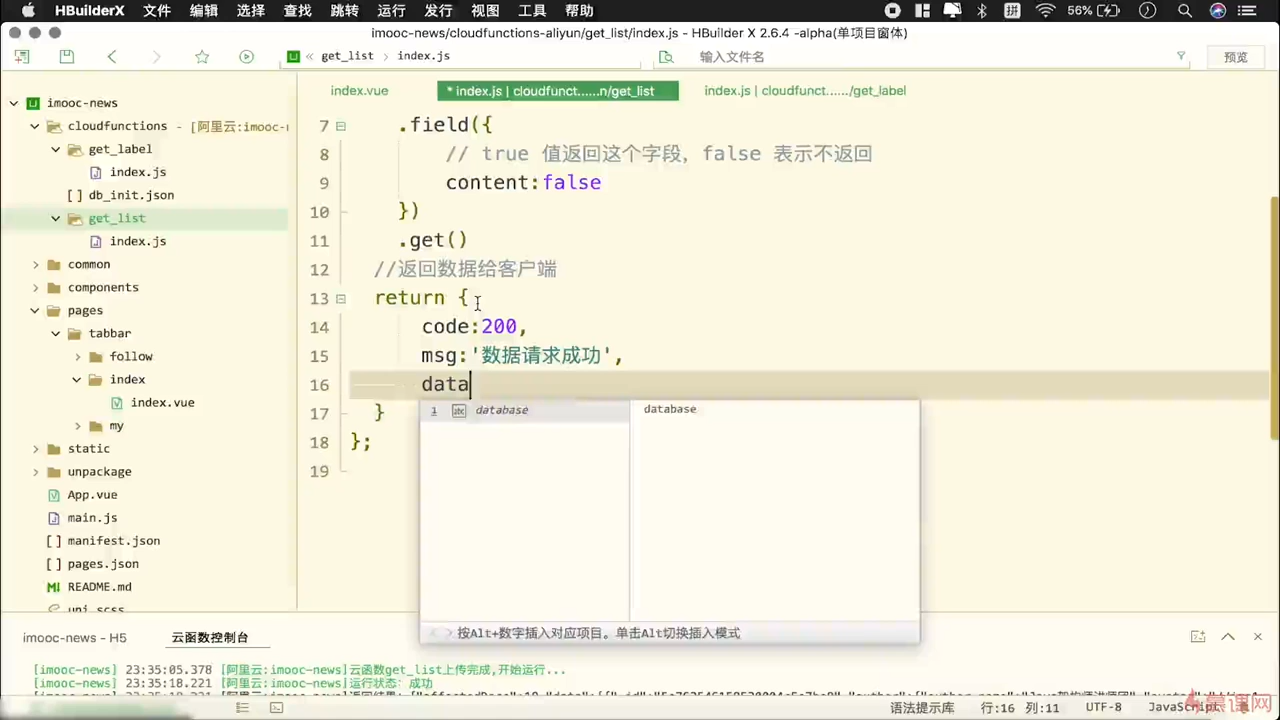 HBuilderX 文件 编辑 选择 查找 跳转 运行 发行 视图 工具 帮助 56%
imooc-news/cloudfunctions-aliyun/get_list/index.js - HBuilder X 2.6.4 -alpha(单项目窗体)
get_list index.js 输入文件名 预览
index.vue * index.js | cloudfunct......n/get_list index.js | cloudfunct....../get_label
imooc-news
cloudfunctions - [阿里云:imooc-n
get_label
index.js
db_init.json
get_list
index.js
common
components
pages
tabbar
follow
index
index.vue
my
static
unpackage
App.vue
main.js
manifest.json
pages.json
README.md
uni.scss
7 .field({
8 // true 值返回这个字段，false 表示不返回
9 content:false
10 })
11 .get()
12 //返回数据给客户端
13 return {
14 code:200,
15 msg:'数据请求成功',
16 data
17 }
18 };
19
1 abc database database
按Alt+数字插入对应项目。单击Alt切换插入模式
imooc-news - H5 云函数控制台
[imooc-news] 23:35:05.378 [阿里云:imooc-news]云函数get_list上传完成,开始运行...
[imooc-news] 23:35:18.221 [阿里云:imooc-news]运行状态: 成功
语法提示库 行:16 列:11 UTF-8 JavaScript
慕课网